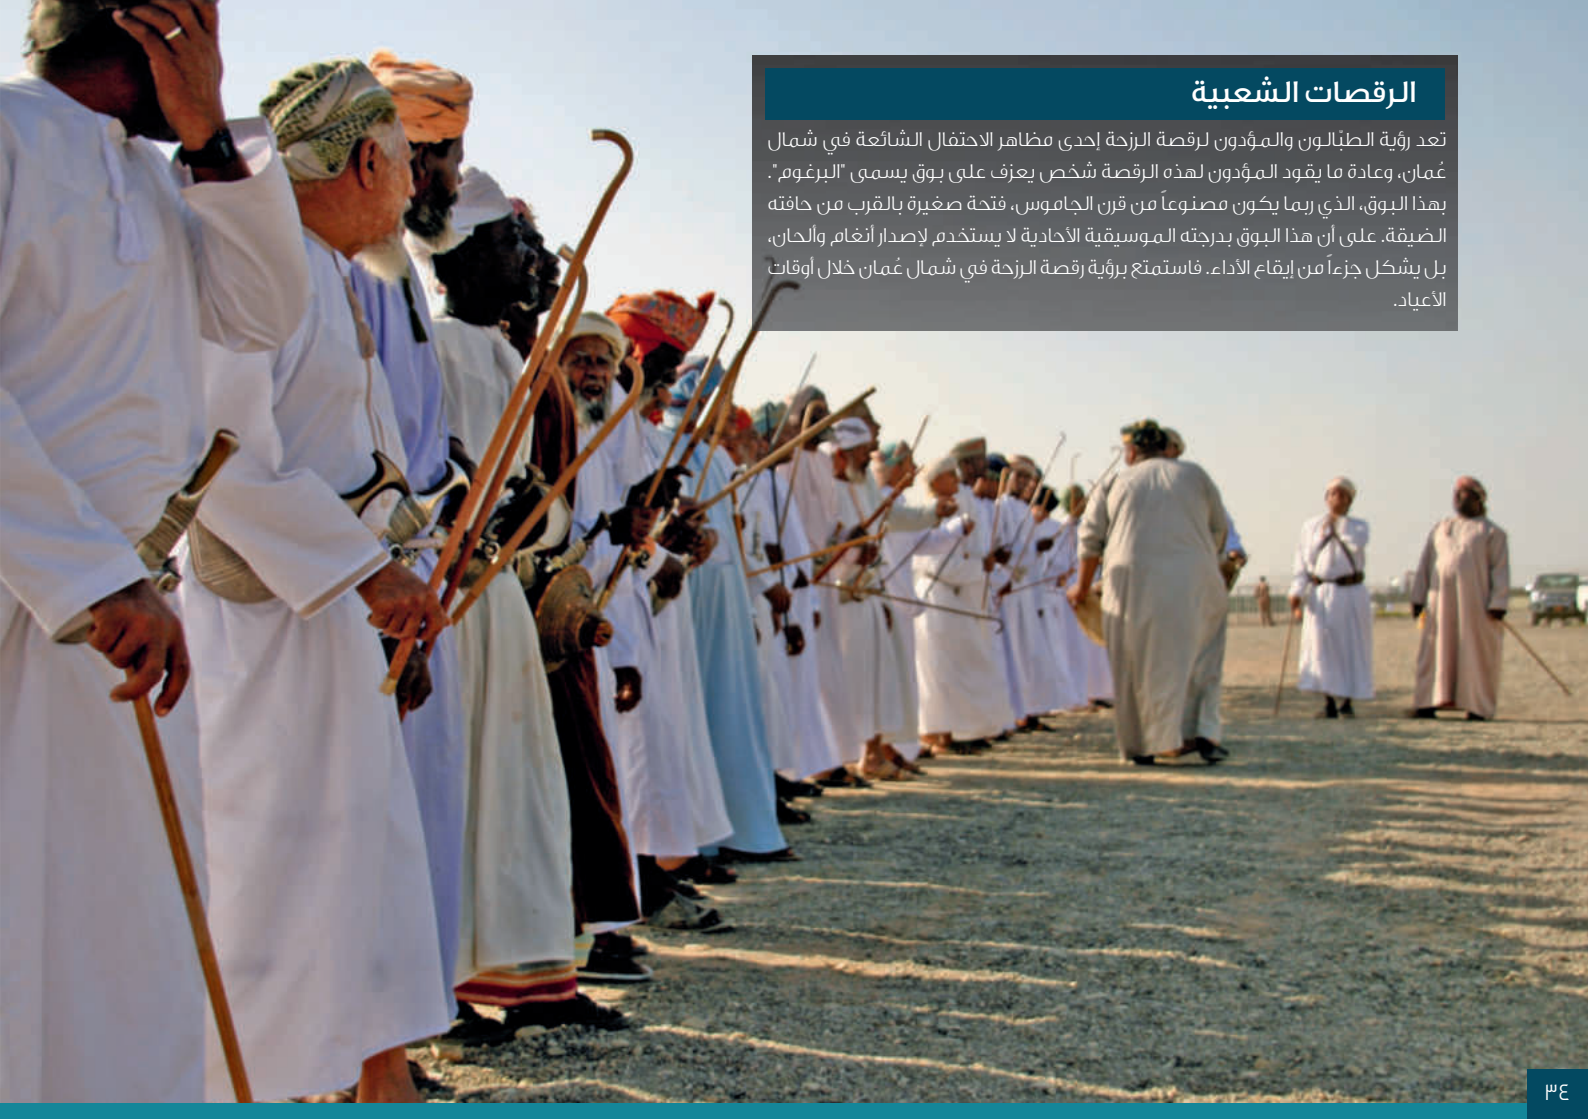 الرقصات الشعبية
تعد رؤية الطبّالون والمؤدون لرقصة الرزحة إحدى مظاهر الاحتفال الشائعة في شمال
عُمان، وعادة ما يقود المؤدون لهذه الرقصة شخص يعزف على بوق يسمى "البرغوم".
بهذا البوق، الذي ربما يكون مصنوعاً من قرن الجاموس، فتحة صغيرة بالقرب من حافته
الضيقة. على أن هذا البوق بدرجته الموسيقية الأحادية لا يستخدم لإصدار أنغام وألحان،
بل يشكل جزءاً من إيقاع الأداء. فاستمتع برؤية رقصة الرزحة في شمال عُمان خلال أوقات
الأعياد.
٣٤